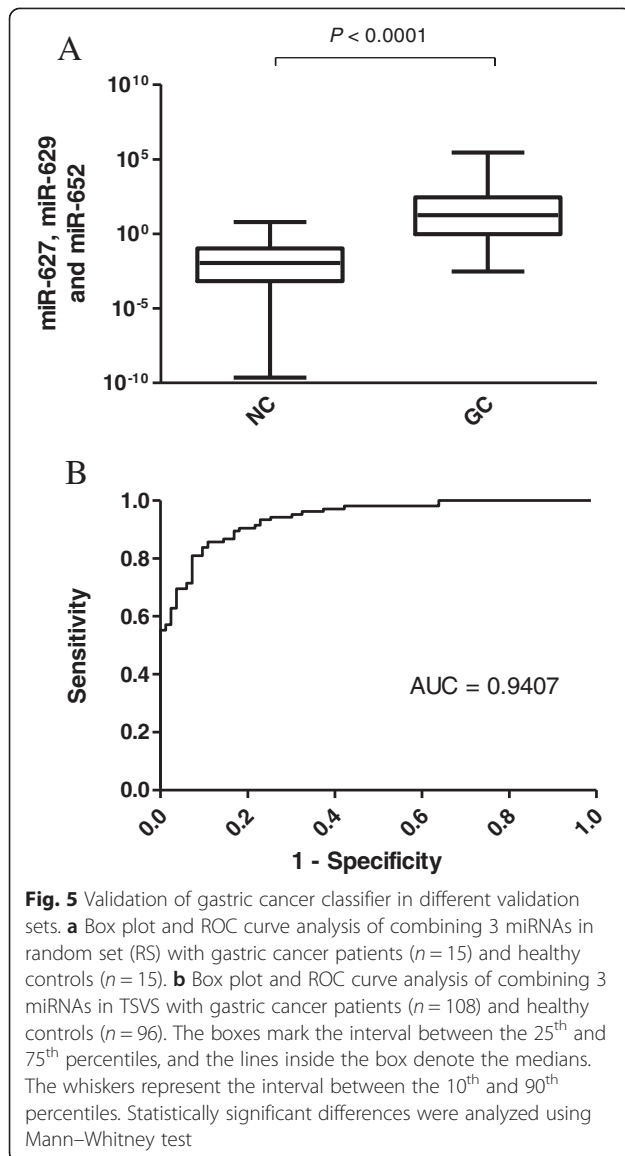 A
P < 0.0001
miR-627, miR-629
and miR-652
10^10
10^5
10^0
10^-5
10^-10
NC
GC
B
Sensitivity
1.0
0.8
0.6
0.4
0.2
0.0
AUC = 0.9407
0.0
0.2
0.4
0.6
0.8
1.0
1 - Specificity
Fig. 5 Validation of gastric cancer classifier in different validation
sets. a Box plot and ROC curve analysis of combining 3 miRNAs in
random set (RS) with gastric cancer patients (n = 15) and healthy
controls (n = 15). b Box plot and ROC curve analysis of combining 3
miRNAs in TSVS with gastric cancer patients (n = 108) and healthy
controls (n = 96). The boxes mark the interval between the 25th and
75th percentiles, and the lines inside the box denote the medians.
The whiskers represent the interval between the 10th and 90th
percentiles. Statistically significant differences were analyzed using
Mann–Whitney test